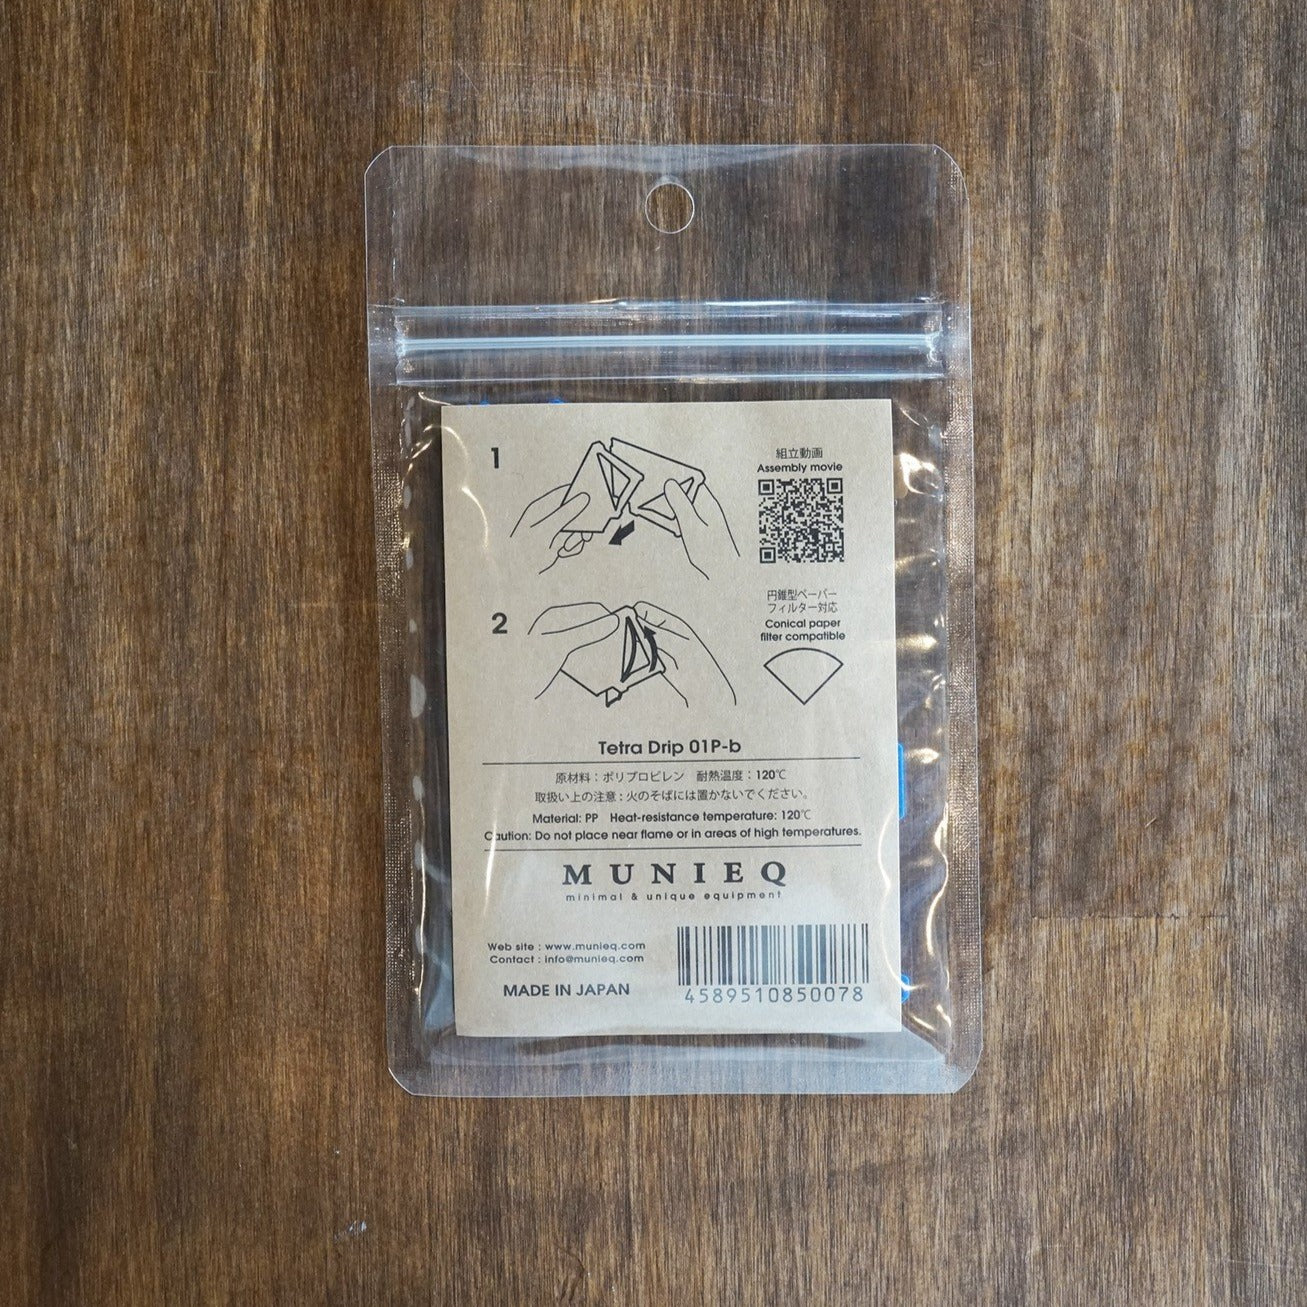 1
組立動画
Assembly movie
2
円錐型ペーパー
フィルター対応
Conical paper
filter compatible
Tetra Drip 01P-b
原材料：ポリプロピレン　耐熱温度：120℃
取扱い上の注意：火のそばには置かないでください。
Material: PP　Heat-resistance temperature: 120℃
Caution: Do not place near flame or in areas of high temperatures.
MUNIEQ
minimal & unique equipment
Web site : www.munieq.com
Contact : info@munieq.com
MADE IN JAPAN
4589510850078